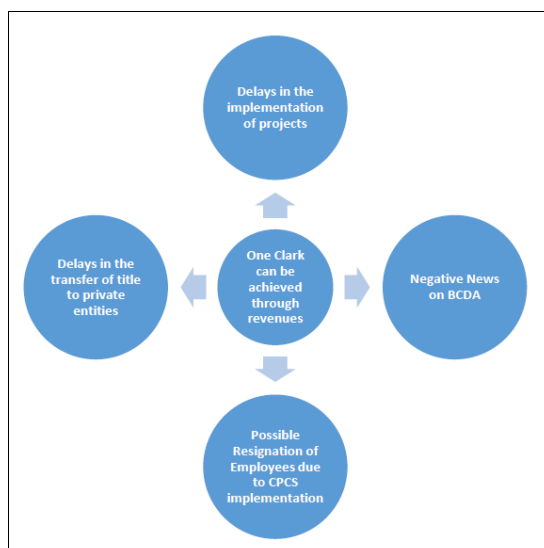 Delays in the
implementation
of projects
Delays in the
transfer of title
to private
entities
One Clark
can be
achieved
through
revenues
Negative News
on BCDA
Possible
Resignation of
Employees due
to CPCS
implementation